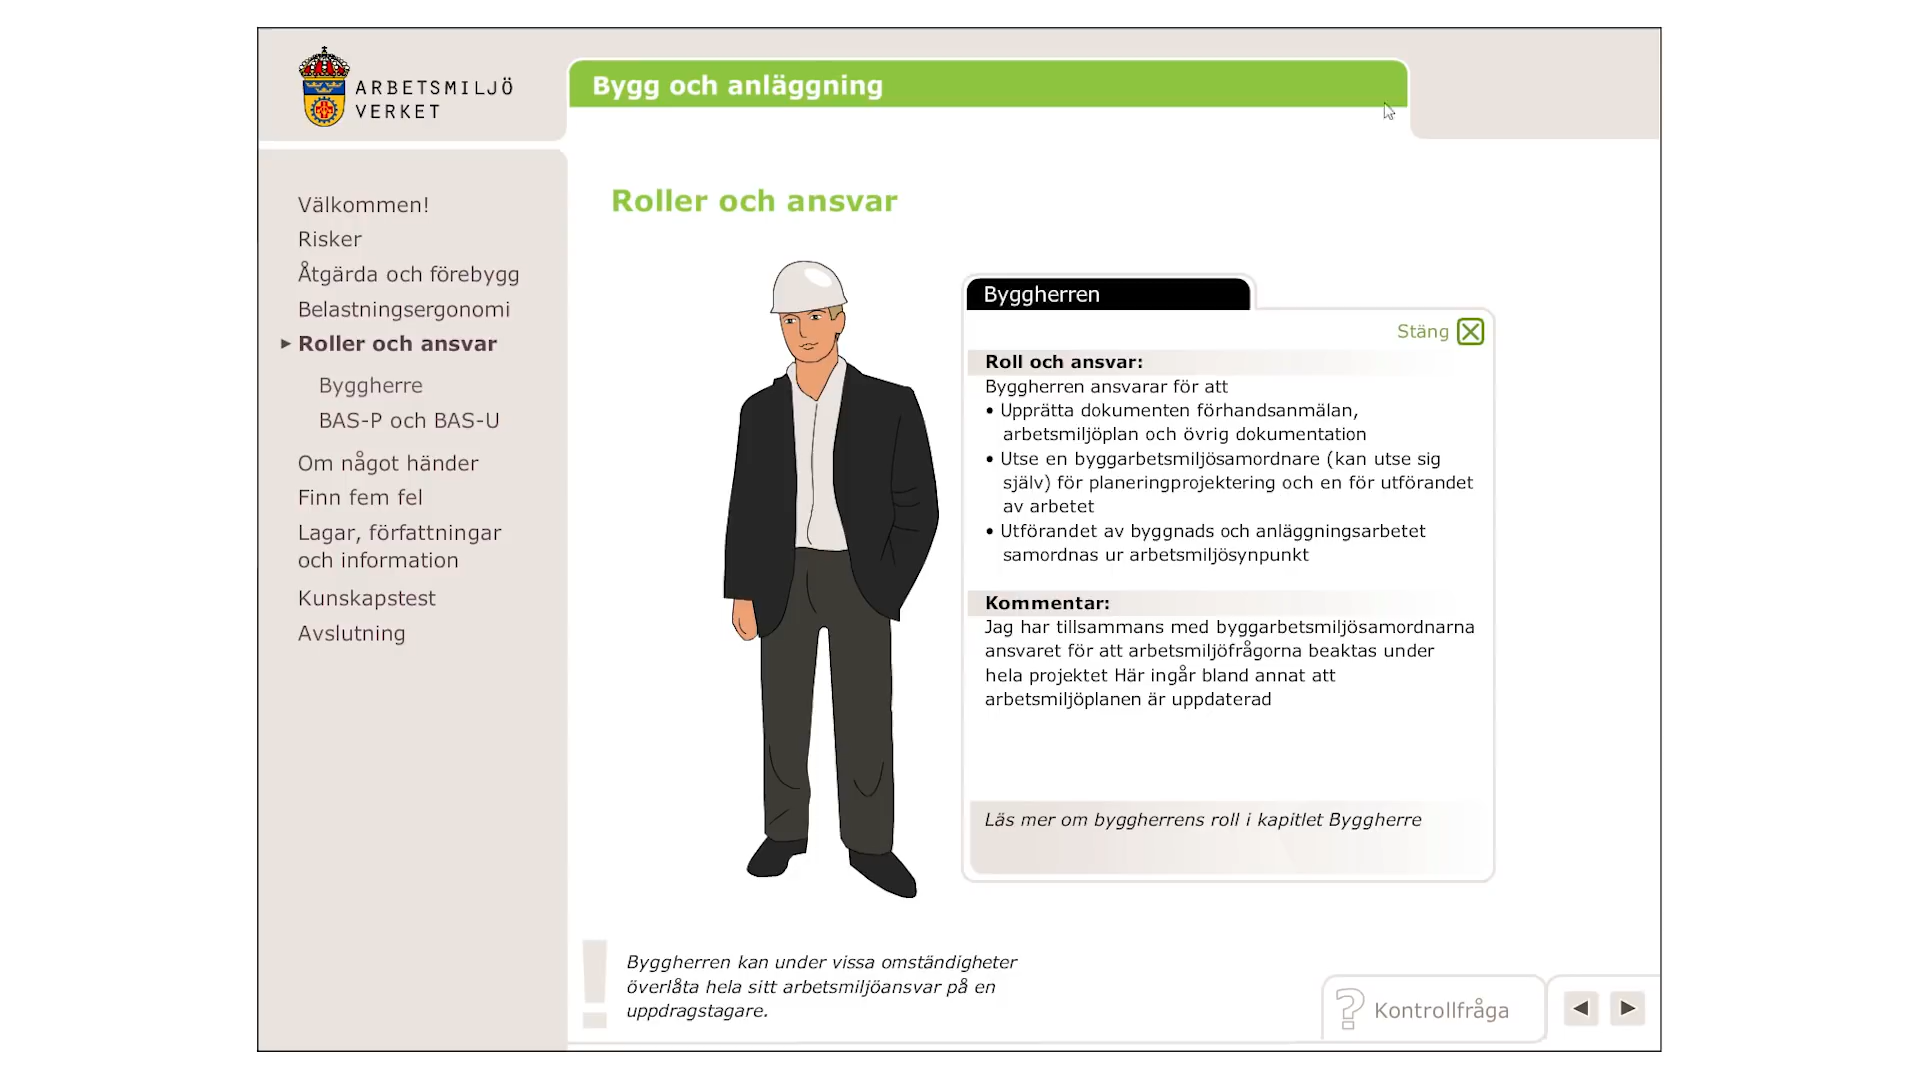 ARBETSMILJÖ
VERKET
Bygg och anläggning
Välkommen!
Risker
Åtgärda och förebygg
Belastningsergonomi
Roller och ansvar
Byggherre
BAS-P och BAS-U
Om något händer
Finn fem fel
Lagar, författningar
och information
Kunskapstest
Avslutning
Roller och ansvar
Byggherren
Stäng
Roll och ansvar:
Byggherren ansvarar för att
• Upprätta dokumenten förhandsanmälan,
arbetsmiljöplan och övrig dokumentation
• Utse en byggarbetsmiljösamordnare (kan utse sig
själv) för planeringprojektering och en för utförandet
av arbetet
• Utförandet av byggnads och anläggningsarbetet
samordnas ur arbetsmiljösynpunkt
Kommentar:
Jag har tillsammans med byggarbetsmiljösamordnarna
ansvaret för att arbetsmiljöfrågorna beaktas under
hela projektet Här ingår bland annat att
arbetsmiljöplanen är uppdaterad
Läs mer om byggherrens roll i kapitlet Byggherre
! Byggherren kan under vissa omständigheter
överlåta hela sitt arbetsmiljöansvar på en
uppdragstagare.
? Kontrollfråga